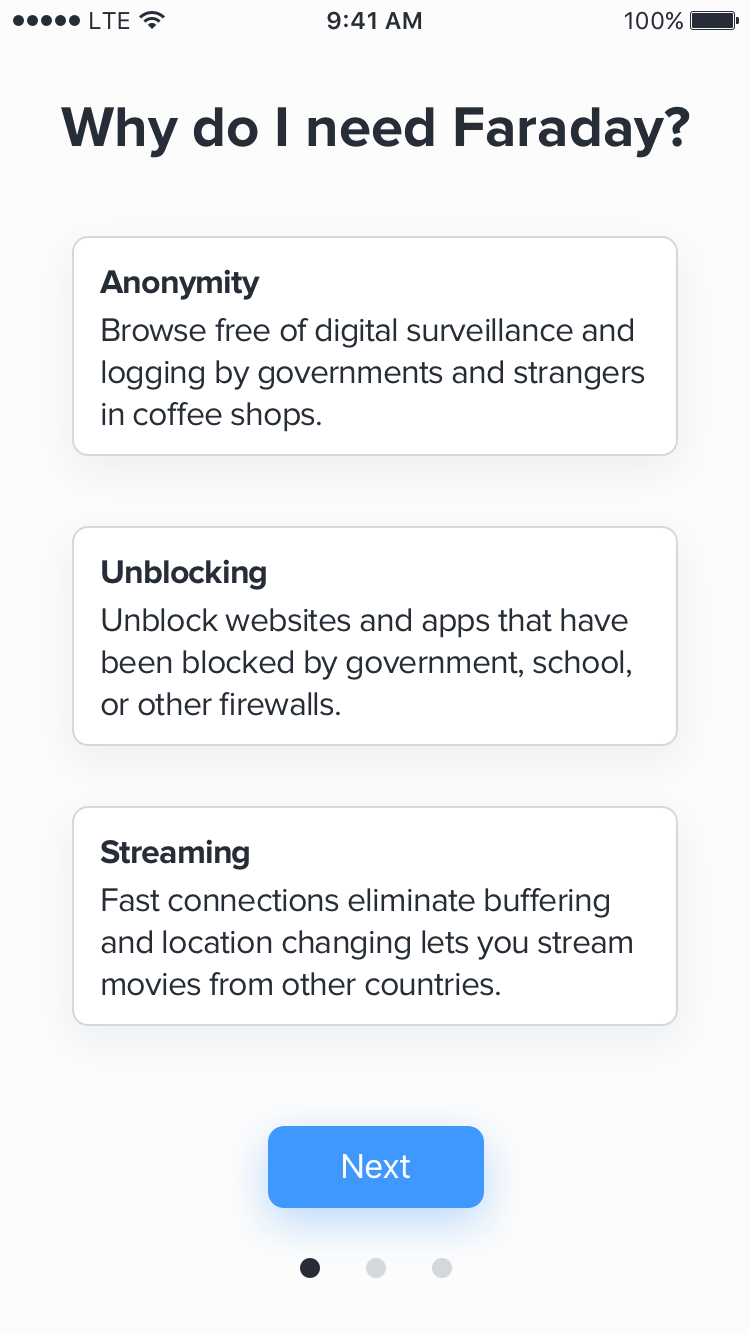 LTE 9:41 AM 100%
Why do I need Faraday?
Anonymity
Browse free of digital surveillance and
logging by governments and strangers
in coffee shops.
Unblocking
Unblock websites and apps that have
been blocked by government, school,
or other firewalls.
Streaming
Fast connections eliminate buffering
and location changing lets you stream
movies from other countries.
Next